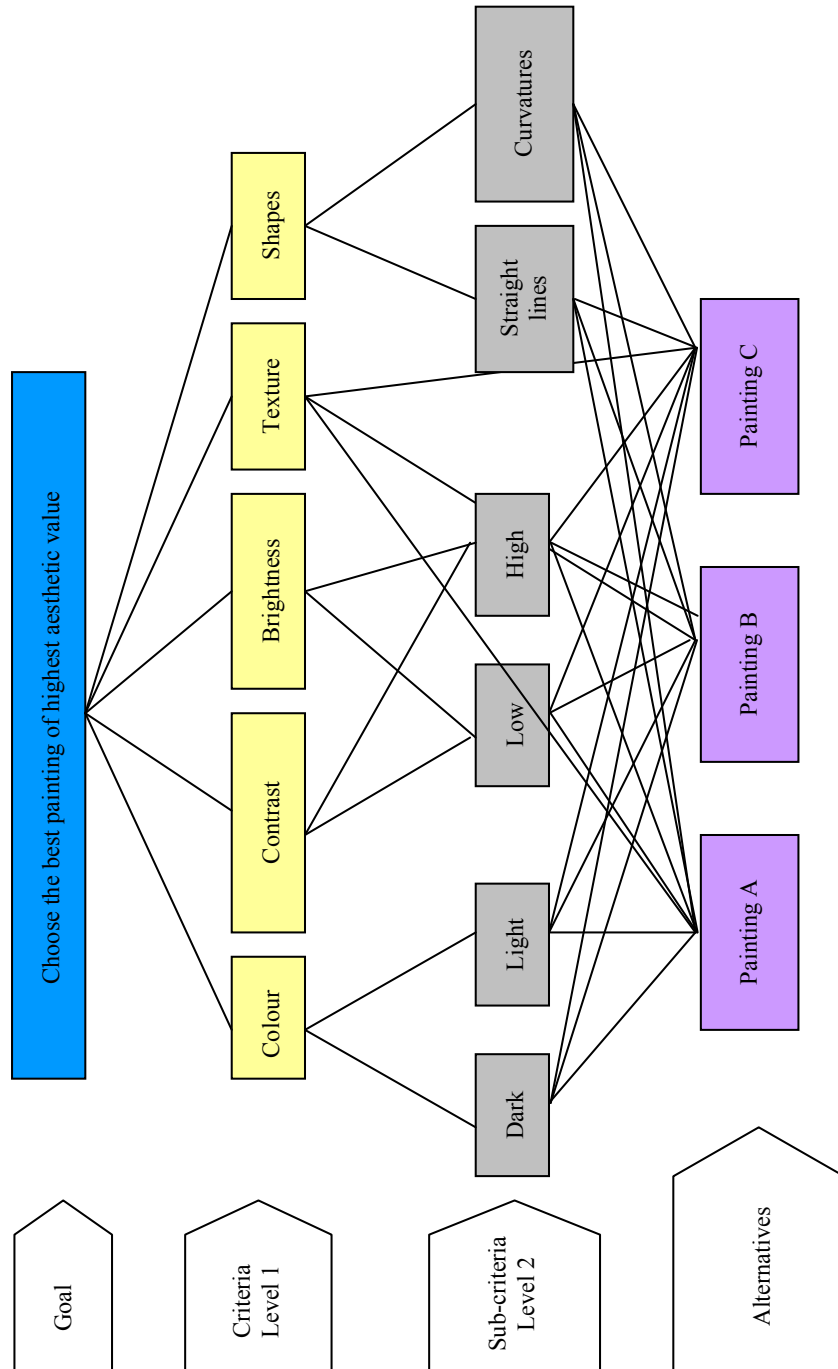 Goal
Choose the best painting of highest aesthetic value
Criteria
Level 1
Colour
Contrast
Brightness
Texture
Shapes
Sub-criteria
Level 2
Dark
Light
Low
High
Straight
lines
Curvatures
Alternatives
Painting A
Painting B
Painting C